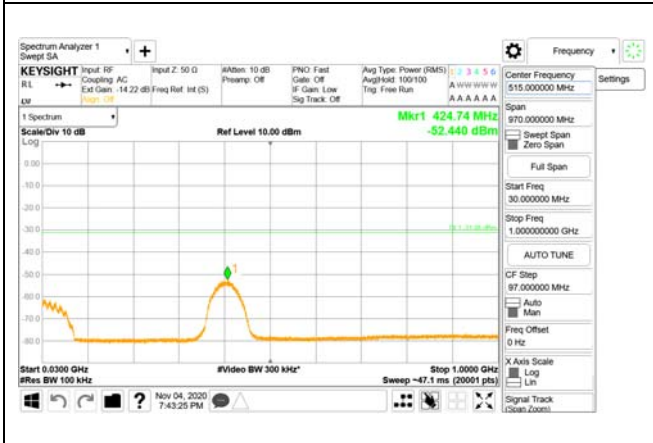 Spectrum Analyzer 1
Swept SA
+
Frequency
KEYSIGHT
RL
Input: RF
Coupling: AC
Ext Gain: -14.22 dB
Align: Off
Input Z: 50 Ω
Freq Ref: Int (S)
#Atten: 10 dB
Preamp: Off
PNO: Fast
Gate: Off
IF Gain: Low
Sig Track: Off
Avg Type: Power (RMS)
Avg|Hold: 100/100
Trig: Free Run
1 2 3 4 5 6
A W W W W W
A A A A A A
1 Spectrum
Scale/Div 10 dB
Log
Ref Level 10.00 dBm
Mkr1 424.74 MHz
-52.440 dBm
0.00
-10.0
-20.0
-30.0
-40.0
-50.0
-60.0
-70.0
-80.0
1
Start 0.0300 GHz
#Res BW 100 kHz
#Video BW 300 kHz*
Stop 1.0000 GHz
Sweep ~47.1 ms (20001 pts)
Nov 04, 2020
7:43:25 PM
?
Center Frequency
515.000000 MHz
Settings
Span
970.000000 MHz
Swept Span
Zero Span
Full Span
Start Freq
30.000000 MHz
Stop Freq
1.000000000 GHz
AUTO TUNE
CF Step
97.000000 MHz
Auto
Man
Freq Offset
0 Hz
X Axis Scale
Log
Lin
Signal Track
(Span Zoom)